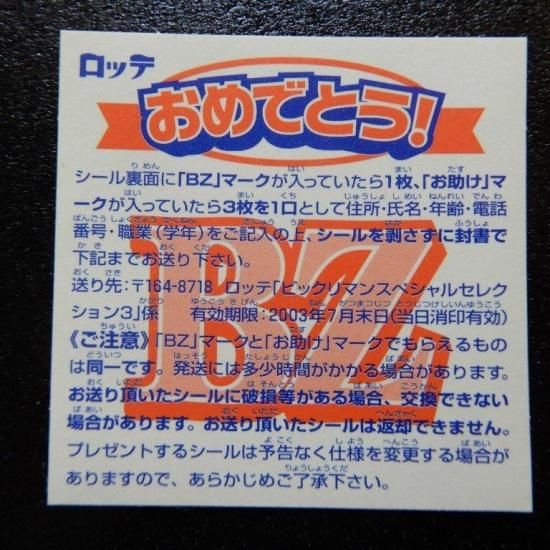 ロッテ
おめでとう!
シール裏面に「BZ」マークが入っていたら1枚、「お助け」マ
ークが入っていたら3枚を1口として住所・氏名・年齢・電話
番号・職業(学年)をご記入の上、シールを剥さずに封書で
下記までお送り下さい。
送り先:〒164-8718 ロッテ「ビックリマンスペシャルセレク
ション3」係 有効期限:2003年7月末日(当日消印有効)
《ご注意》「BZ」マークと「お助け」マークでもらえるもの
は同一です。発送には多少時間がかかる場合があります。
お送り頂いたシールに破損等がある場合、交換できない
場合があります。お送り頂いたシールは返却できません。
プレゼントするシールは予告なく仕様を変更する場合が
ありますので、あらかじめご了承下さい。
BZ